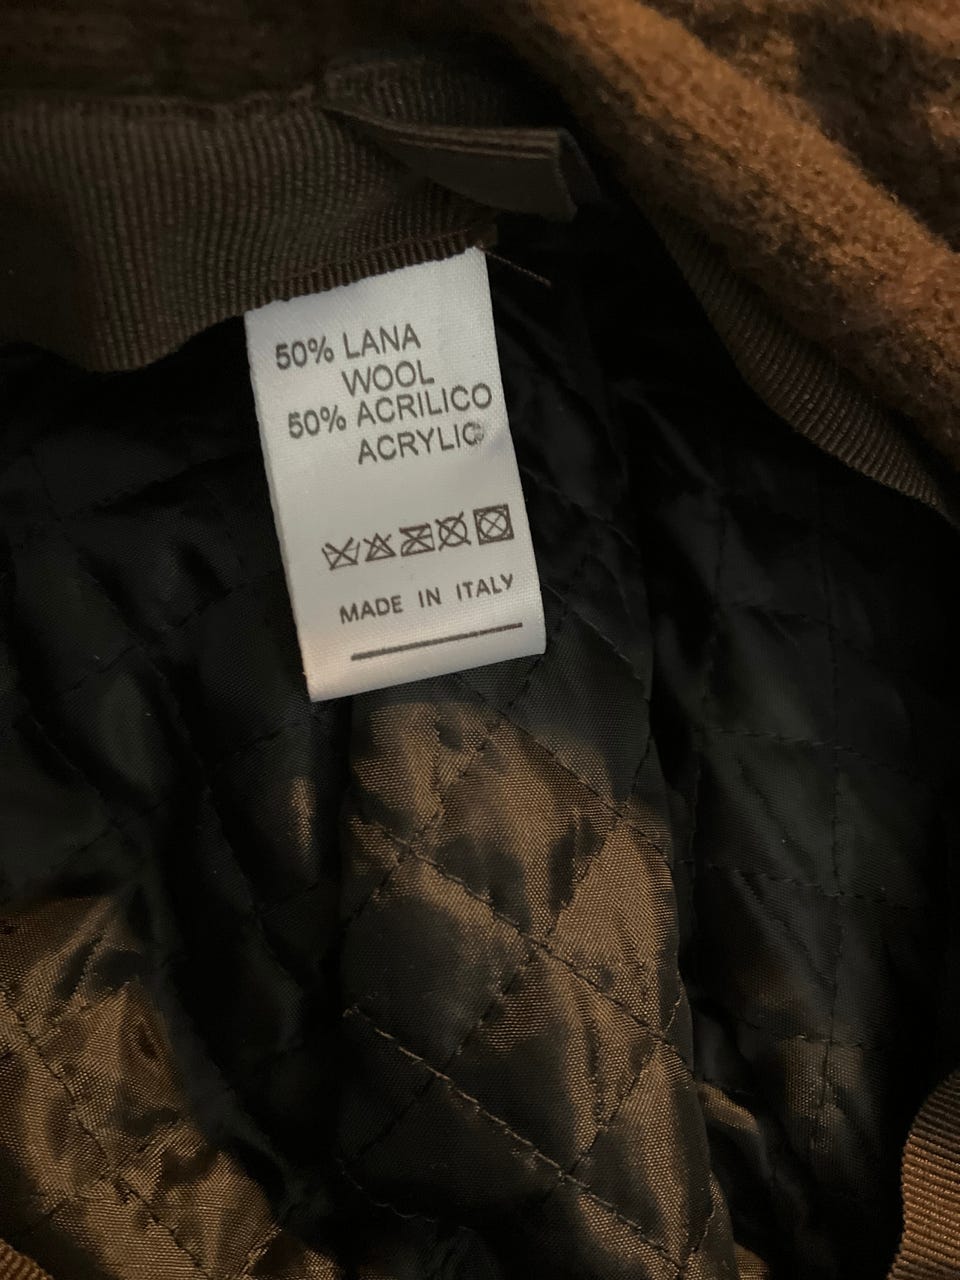 50% LANA
WOOL
50% ACRILICO
ACRYLIC
MADE IN ITALY